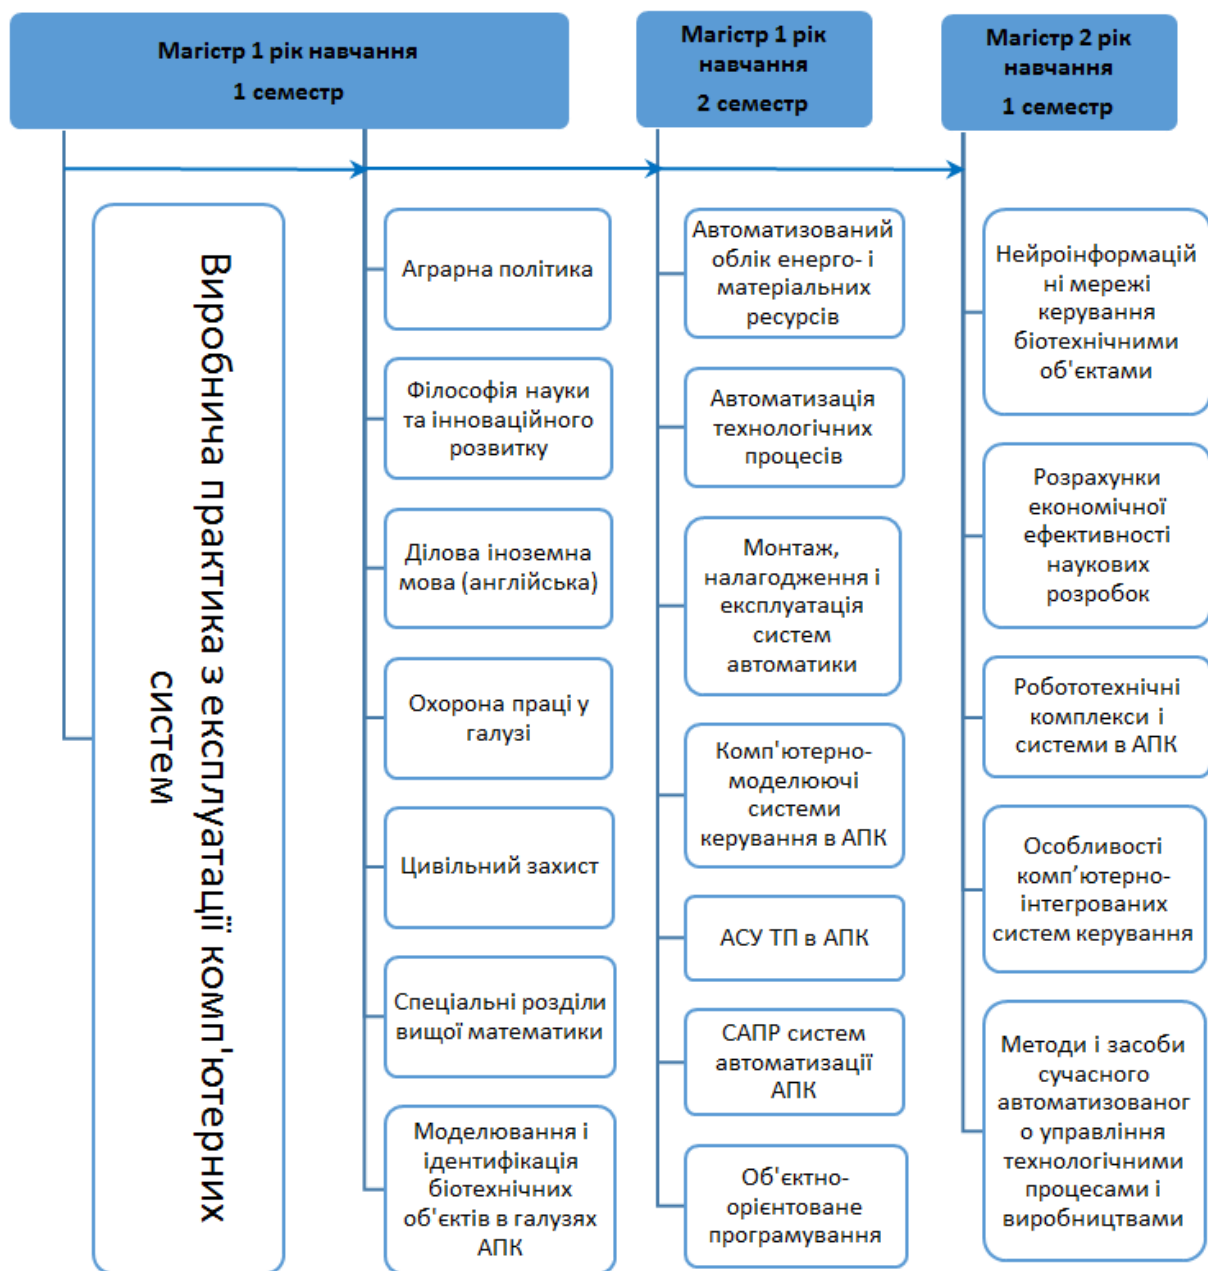 Магістр 1 рік навчання
1 семестр
Магістр 1 рік
навчання
2 семестр
Магістр 2 рік
навчання
1 семестр
Виробнича практика з експлуатації комп'ютерних
систем
Аграрна політика
Філософія науки
та інноваційного
розвитку
Ділова іноземна
мова (англійська)
Охорона праці у
галузі
Цивільний захист
Спеціальні розділи
вищої математики
Моделювання і
ідентифікація
біотехнічних
об'єктів в галузях
АПК
Автоматизований
облік енерго- і
матеріальних
ресурсів
Автоматизація
технологічних
процесів
Монтаж,
налагодження і
експлуатація
систем
автоматики
Комп'ютерно-
моделюючі
системи
керування в АПК
АСУ ТП в АПК
САПР систем
автоматизації
АПК
Об'єктно-
орієнтоване
програмування
Нейроінформацій
ні мережі
керування
біотехнічними
об'єктами
Розрахунки
економічної
ефективності
наукових
розробок
Робототехнічні
комплекси і
системи в АПК
Особливості
комп’ютерно-
інтегрованих
систем керування
Методи і засоби
сучасного
автоматизованог
о управління
технологічними
процесами і
виробництвами